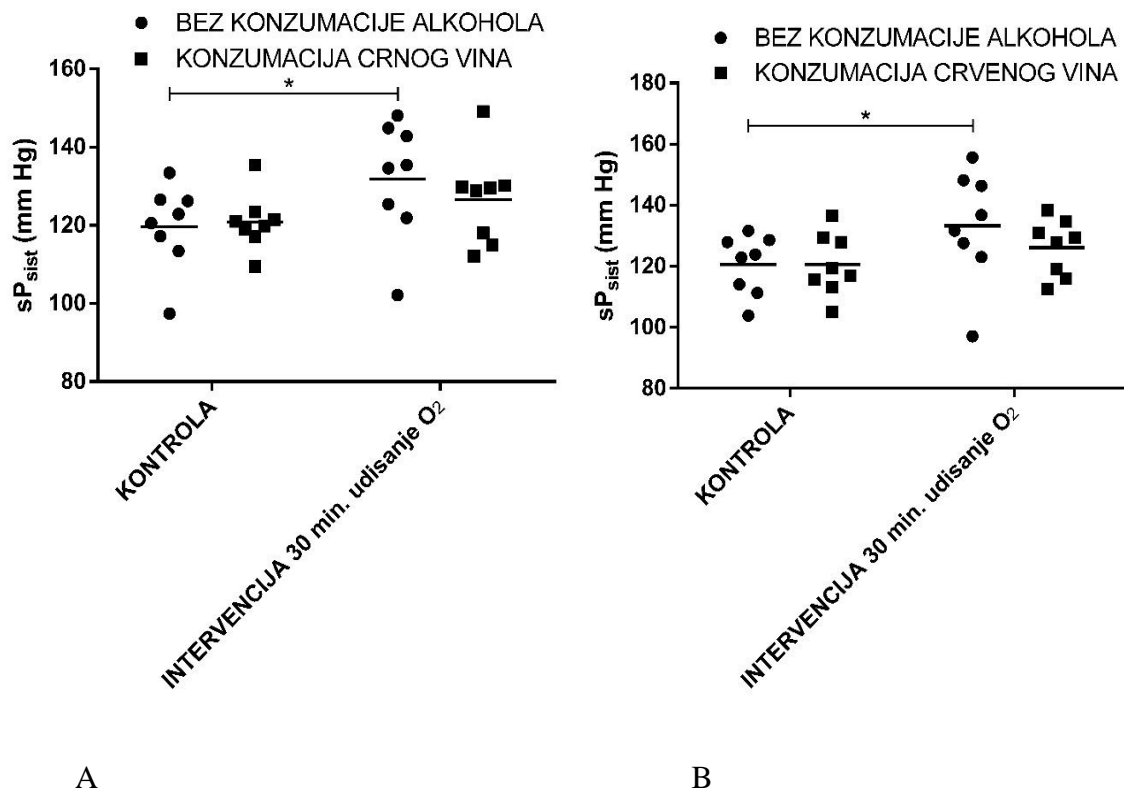 BEZ KONZUMACIJE ALKOHOLA
KONZUMACIJA CRNOG VINA
160
140
120
100
80
sPsist (mm Hg)
*
KONTROLA
INTERVENCIJA 30 min. udisanje O2
A
BEZ KONZUMACIJE ALKOHOLA
KONZUMACIJA CRVENOG VINA
180
160
140
120
100
80
sPsist (mm Hg)
*
KONTROLA
INTERVENCIJA 30 min. udisanje O2
B